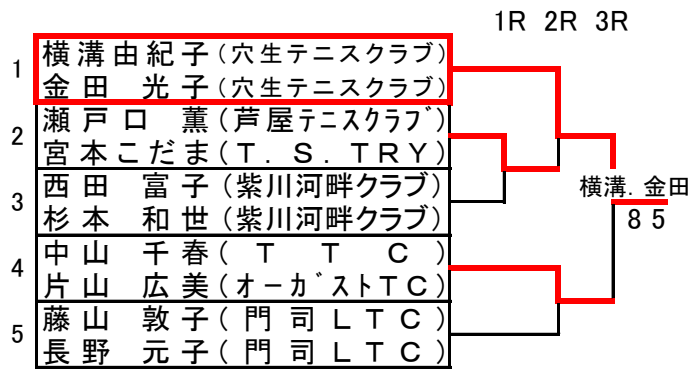 1R 2R 3R
1
横溝由紀子(穴生テニスクラブ)
金田 光子(穴生テニスクラブ)
2
瀬戸口 薫(芦屋テニスクラブ)
宮本こだま(T.S.TRY)
3
西田 富子(紫川河畔クラブ)
杉本 和世(紫川河畔クラブ)
横溝.金田
85
4
中山 千春(TTC)
片山 広美(オーガストTC)
5
藤山 敦子(門司LTC)
長野 元子(門司LTC)